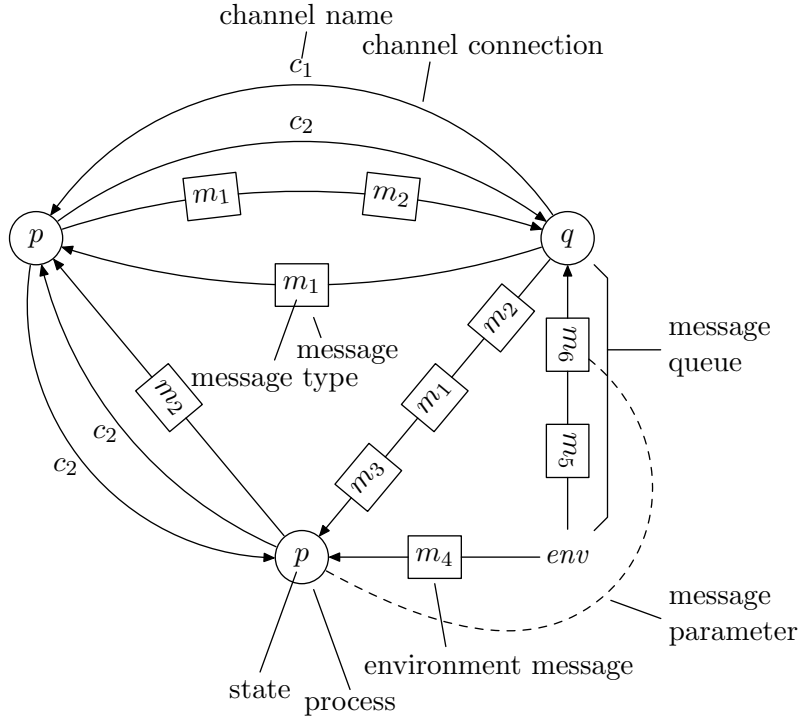 channel name
channel connection
c₁
c₂
m₁
m₂
p
q
m₁
m₂
message
message type
m₆
message
queue
m₂
m₁
c₂
c₂
m₃
m₅
p
m₄
env
message
parameter
environment message
state
process